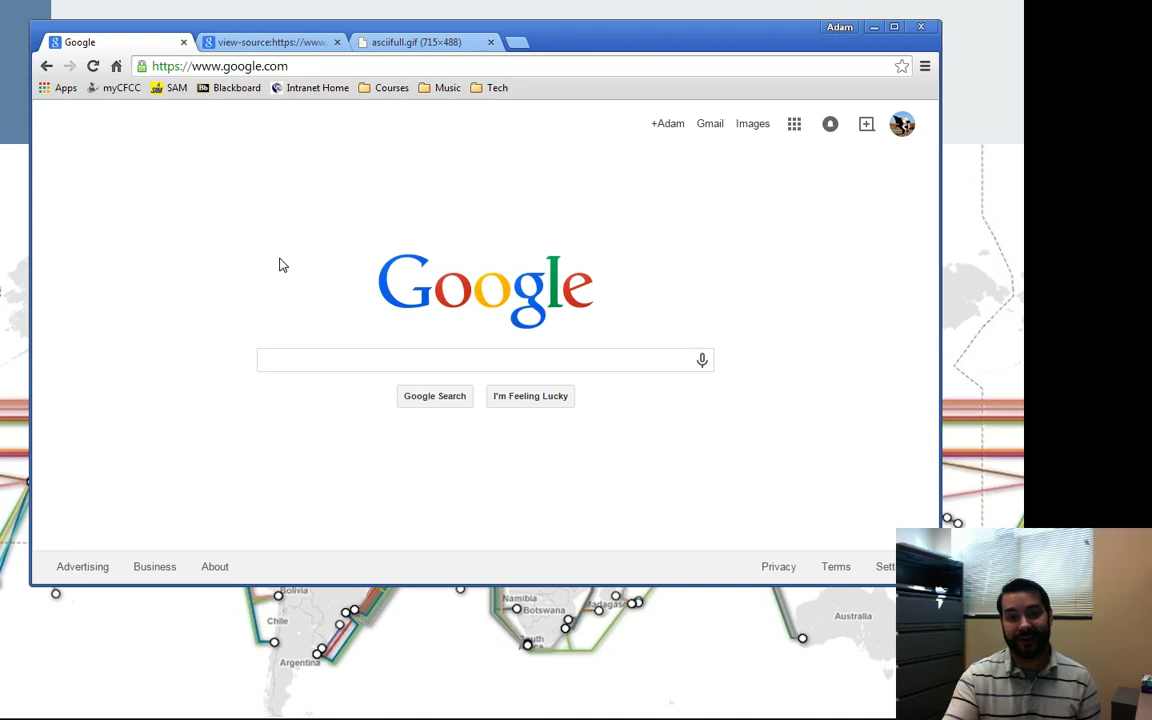 Adam
Google
view-source:https://www.
asciifull.gif (715×488)
https://www.google.com
Apps myCFCC SAM Blackboard Intranet Home Courses Music Tech
+Adam Gmail Images
Google
Google Search I'm Feeling Lucky
Advertising Business About Privacy Terms
Bolivia
Chile
Argentina
Namibia
Botswana
South
Australia